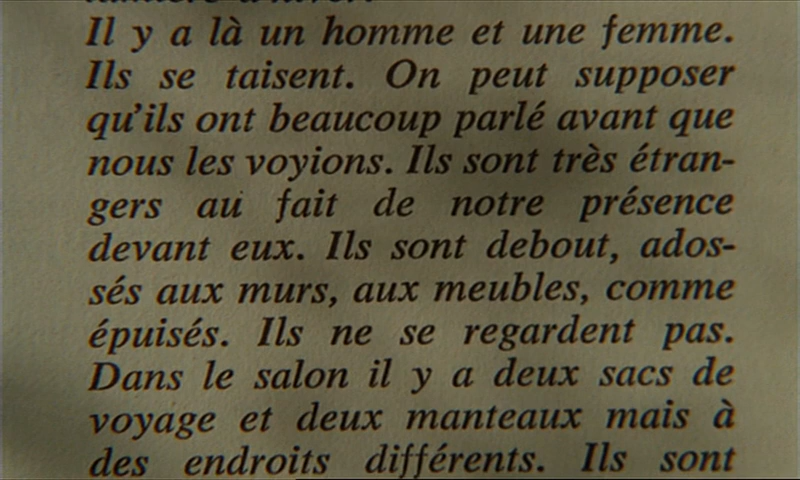 Il y a là un homme et une femme.
Ils se taisent. On peut supposer
qu'ils ont beaucoup parlé avant que
nous les voyions. Ils sont très étran-
gers au fait de notre présence
devant eux. Ils sont debout, ados-
sés aux murs, aux meubles, comme
épuisés. Ils ne se regardent pas.
Dans le salon il y a deux sacs de
voyage et deux manteaux mais à
des endroits différents. Ils sont